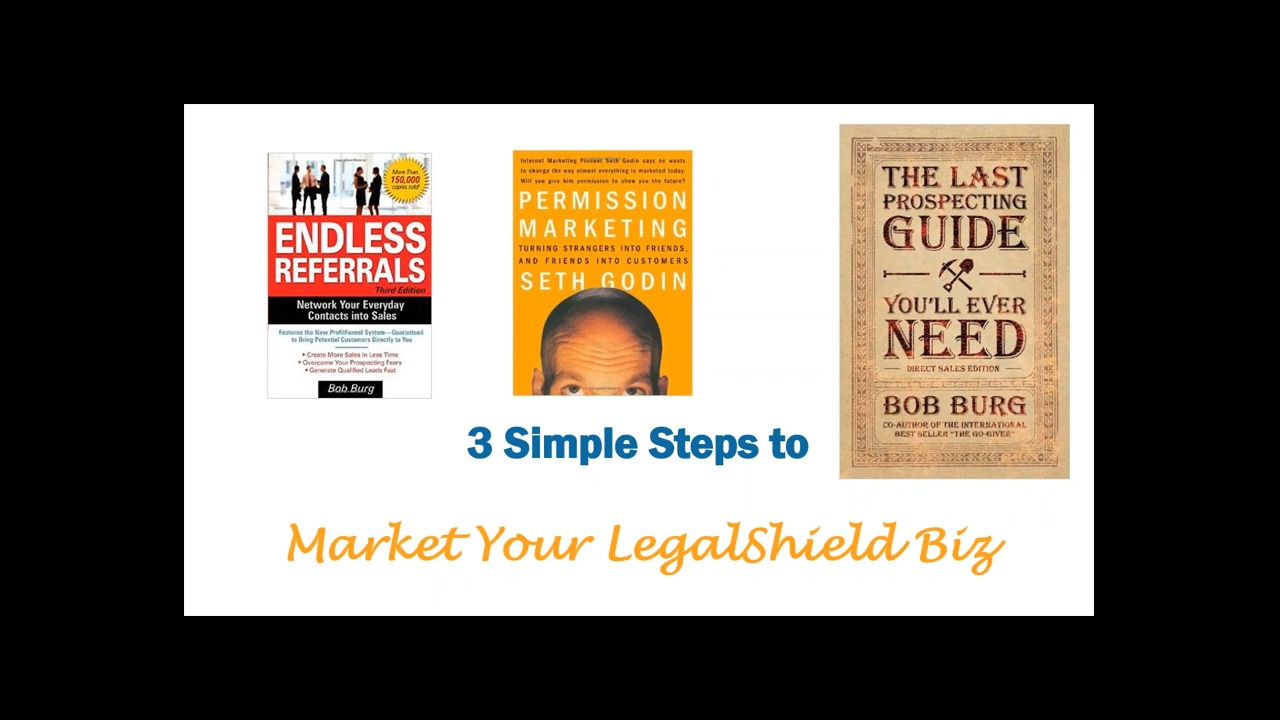 More Than
150,000
copies sold!
ENDLESS
REFERRALS
Third Edition
Network Your Everyday
Contacts into Sales
Features the New ProfitFunnel System—Guaranteed
to Bring Potential Customers Directly to You
• Create More Sales in Less Time
• Overcome Your Prospecting Fears
• Generate Qualified Leads Fast
Bob Burg
Internet Marketing Pioneer Seth Godin says he wants
to change the way almost everything is marketed today.
Will you give him permission to show you the future?
PERMISSION
MARKETING
TURNING STRANGERS INTO FRIENDS,
AND FRIENDS INTO CUSTOMERS
SETH GODIN
THE LAST
PROSPECTING
GUIDE
YOU'LL EVER
NEED
DIRECT SALES EDITION
BOB BURG
CO-AUTHOR OF THE INTERNATIONAL
BEST SELLER "THE GO-GIVER"
3 Simple Steps to
Market Your LegalShield Biz